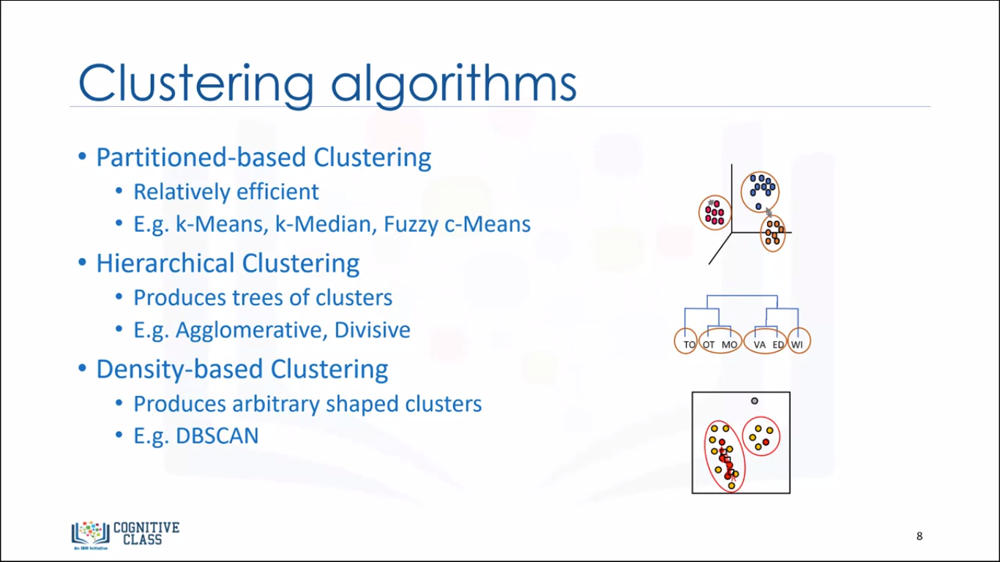 Clustering algorithms
• Partitioned-based Clustering
• Relatively efficient
• E.g. k-Means, k-Median, Fuzzy c-Means
• Hierarchical Clustering
• Produces trees of clusters
• E.g. Agglomerative, Divisive
TO OT MO VA ED WI
• Density-based Clustering
• Produces arbitrary shaped clusters
• E.g. DBSCAN
COGNITIVE
CLASS
An IBM Initiative
8